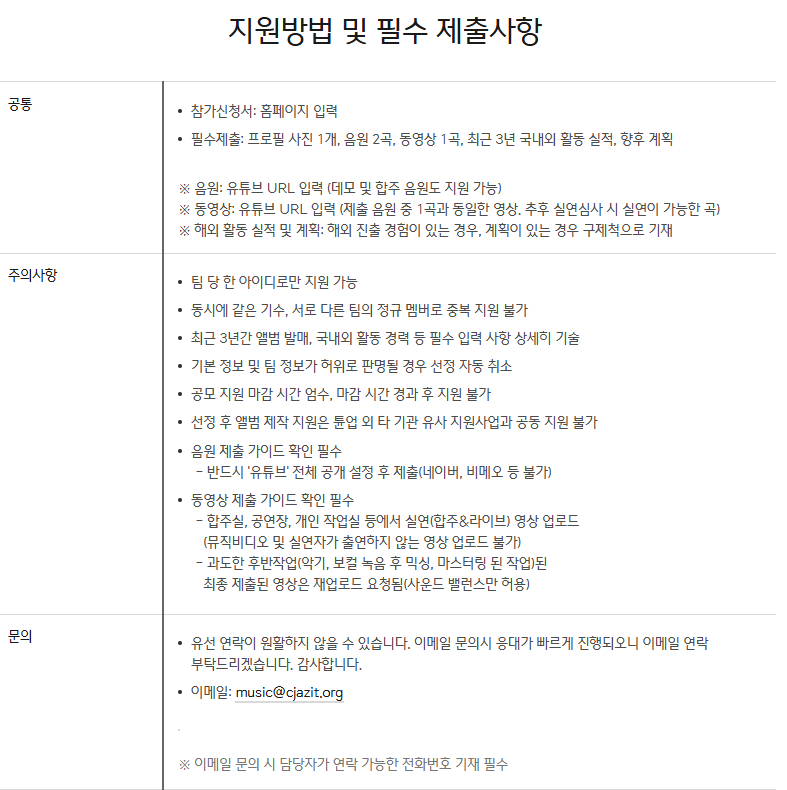 지원방법 및 필수 제출사항
공통
• 참가신청서: 홈페이지 입력
• 필수제출: 프로필 사진 1개, 음원 2곡, 동영상 1곡, 최근 3년 국내외 활동 실적, 향후 계획
※ 음원: 유튜브 URL 입력 (데모 및 합주 음원도 지원 가능)
※ 동영상: 유튜브 URL 입력 (제출 음원 중 1곡과 동일한 영상. 추후 실연심사 시 실연이 가능한 곡)
※ 해외 활동 실적 및 계획: 해외 진출 경험이 있는 경우, 계획이 있는 경우 구제척으로 기재
주의사항
• 팀 당 한 아이디로만 지원 가능
• 동시에 같은 기수, 서로 다른 팀의 정규 멤버로 중복 지원 불가
• 최근 3년간 앨범 발매, 국내외 활동 경력 등 필수 입력 사항 상세히 기술
• 기본 정보 및 팀 정보가 허위로 판명될 경우 선정 자동 취소
• 공모 지원 마감 시간 엄수, 마감 시간 경과 후 지원 불가
• 선정 후 앨범 제작 지원은 튠업 외 타 기관 유사 지원사업과 공동 지원 불가
• 음원 제출 가이드 확인 필수
- 반드시 '유튜브' 전체 공개 설정 후 제출(네이버, 비메오 등 불가)
• 동영상 제출 가이드 확인 필수
- 합주실, 공연장, 개인 작업실 등에서 실연(합주&라이브) 영상 업로드
(뮤직비디오 및 실연자가 출연하지 않는 영상 업로드 불가)
- 과도한 후반작업(악기, 보컬 녹음 후 믹싱, 마스터링 된 작업)된
최종 제출된 영상은 재업로드 요청됨(사운드 밸런스만 허용)
문의
• 유선 연락이 원활하지 않을 수 있습니다. 이메일 문의시 응대가 빠르게 진행되오니 이메일 연락
부탁드리겠습니다. 감사합니다.
• 이메일: music@cjazit.org
.
※ 이메일 문의 시 담당자가 연락 가능한 전화번호 기재 필수